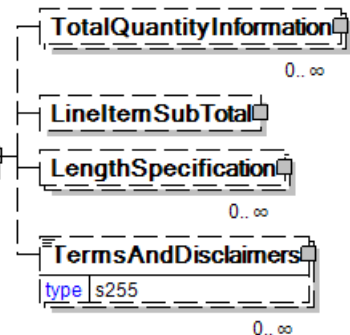 TotalQuantityInformation
0.. ∞
LineItemSubTotal
LengthSpecification
0.. ∞
TermsAndDisclaimers
type s255
0.. ∞